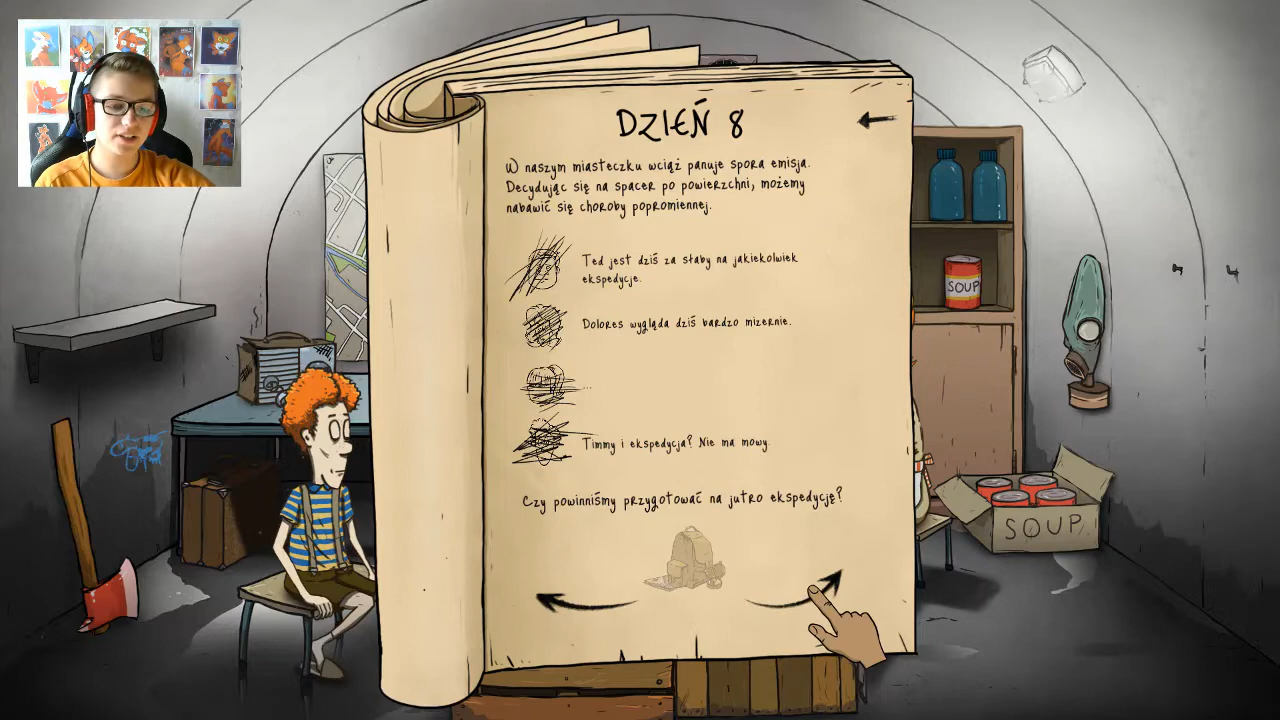 DZIEŃ 8
W naszym miasteczku wciąż panuje spora emisja.
Decydując się na spacer po powierzchni, możemy
nabawić się choroby popromiennej.
Ted jest dziś za słaby na jakiekolwiek
ekspedycje.
Dolores wygląda dziś bardzo mizernie.
Timmy i ekspedycja? Nie ma mowy.
Czy powinniśmy przygotować na jutro ekspedycję?
SOUP
SOUP